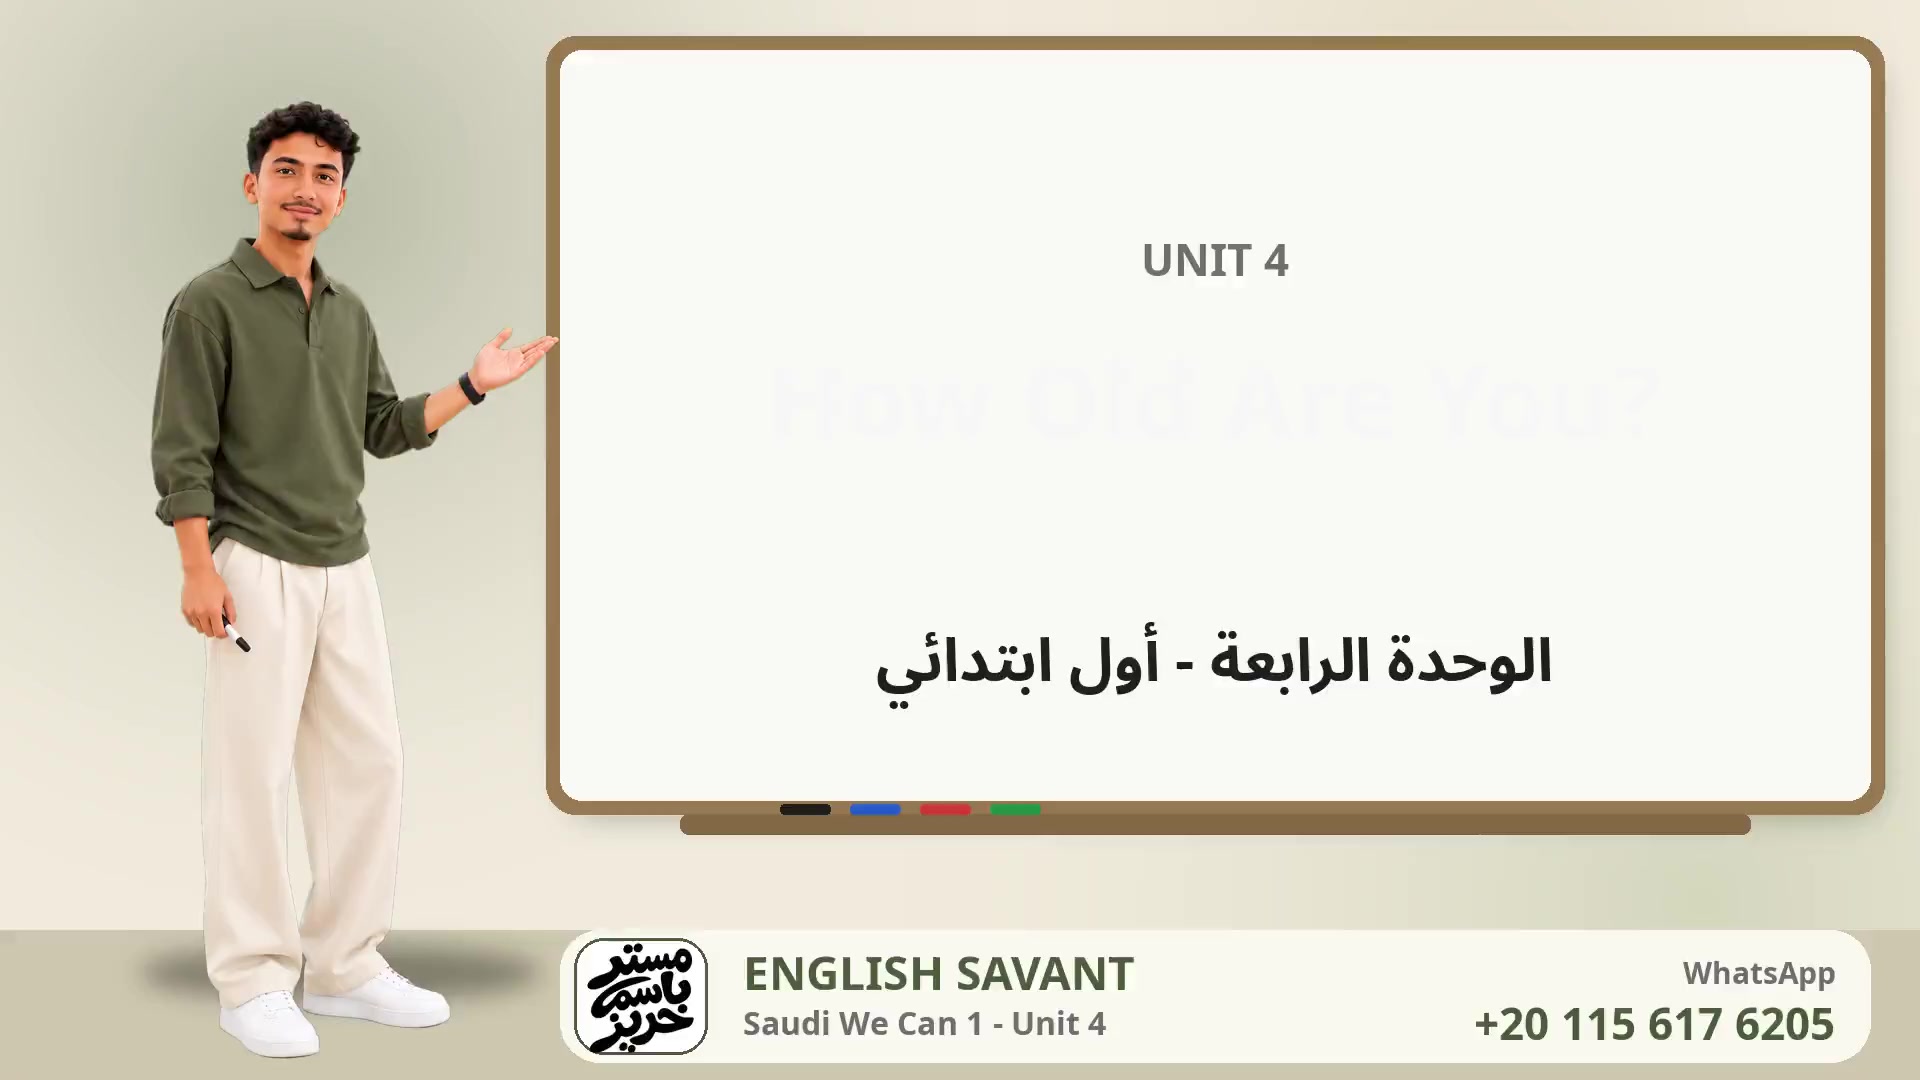 UNIT 4
How Old Are You?
الوحدة الرابعة - أول ابتدائي
مستر
باسم
حريز
ENGLISH SAVANT
Saudi We Can 1 - Unit 4
WhatsApp
+20 115 617 6205